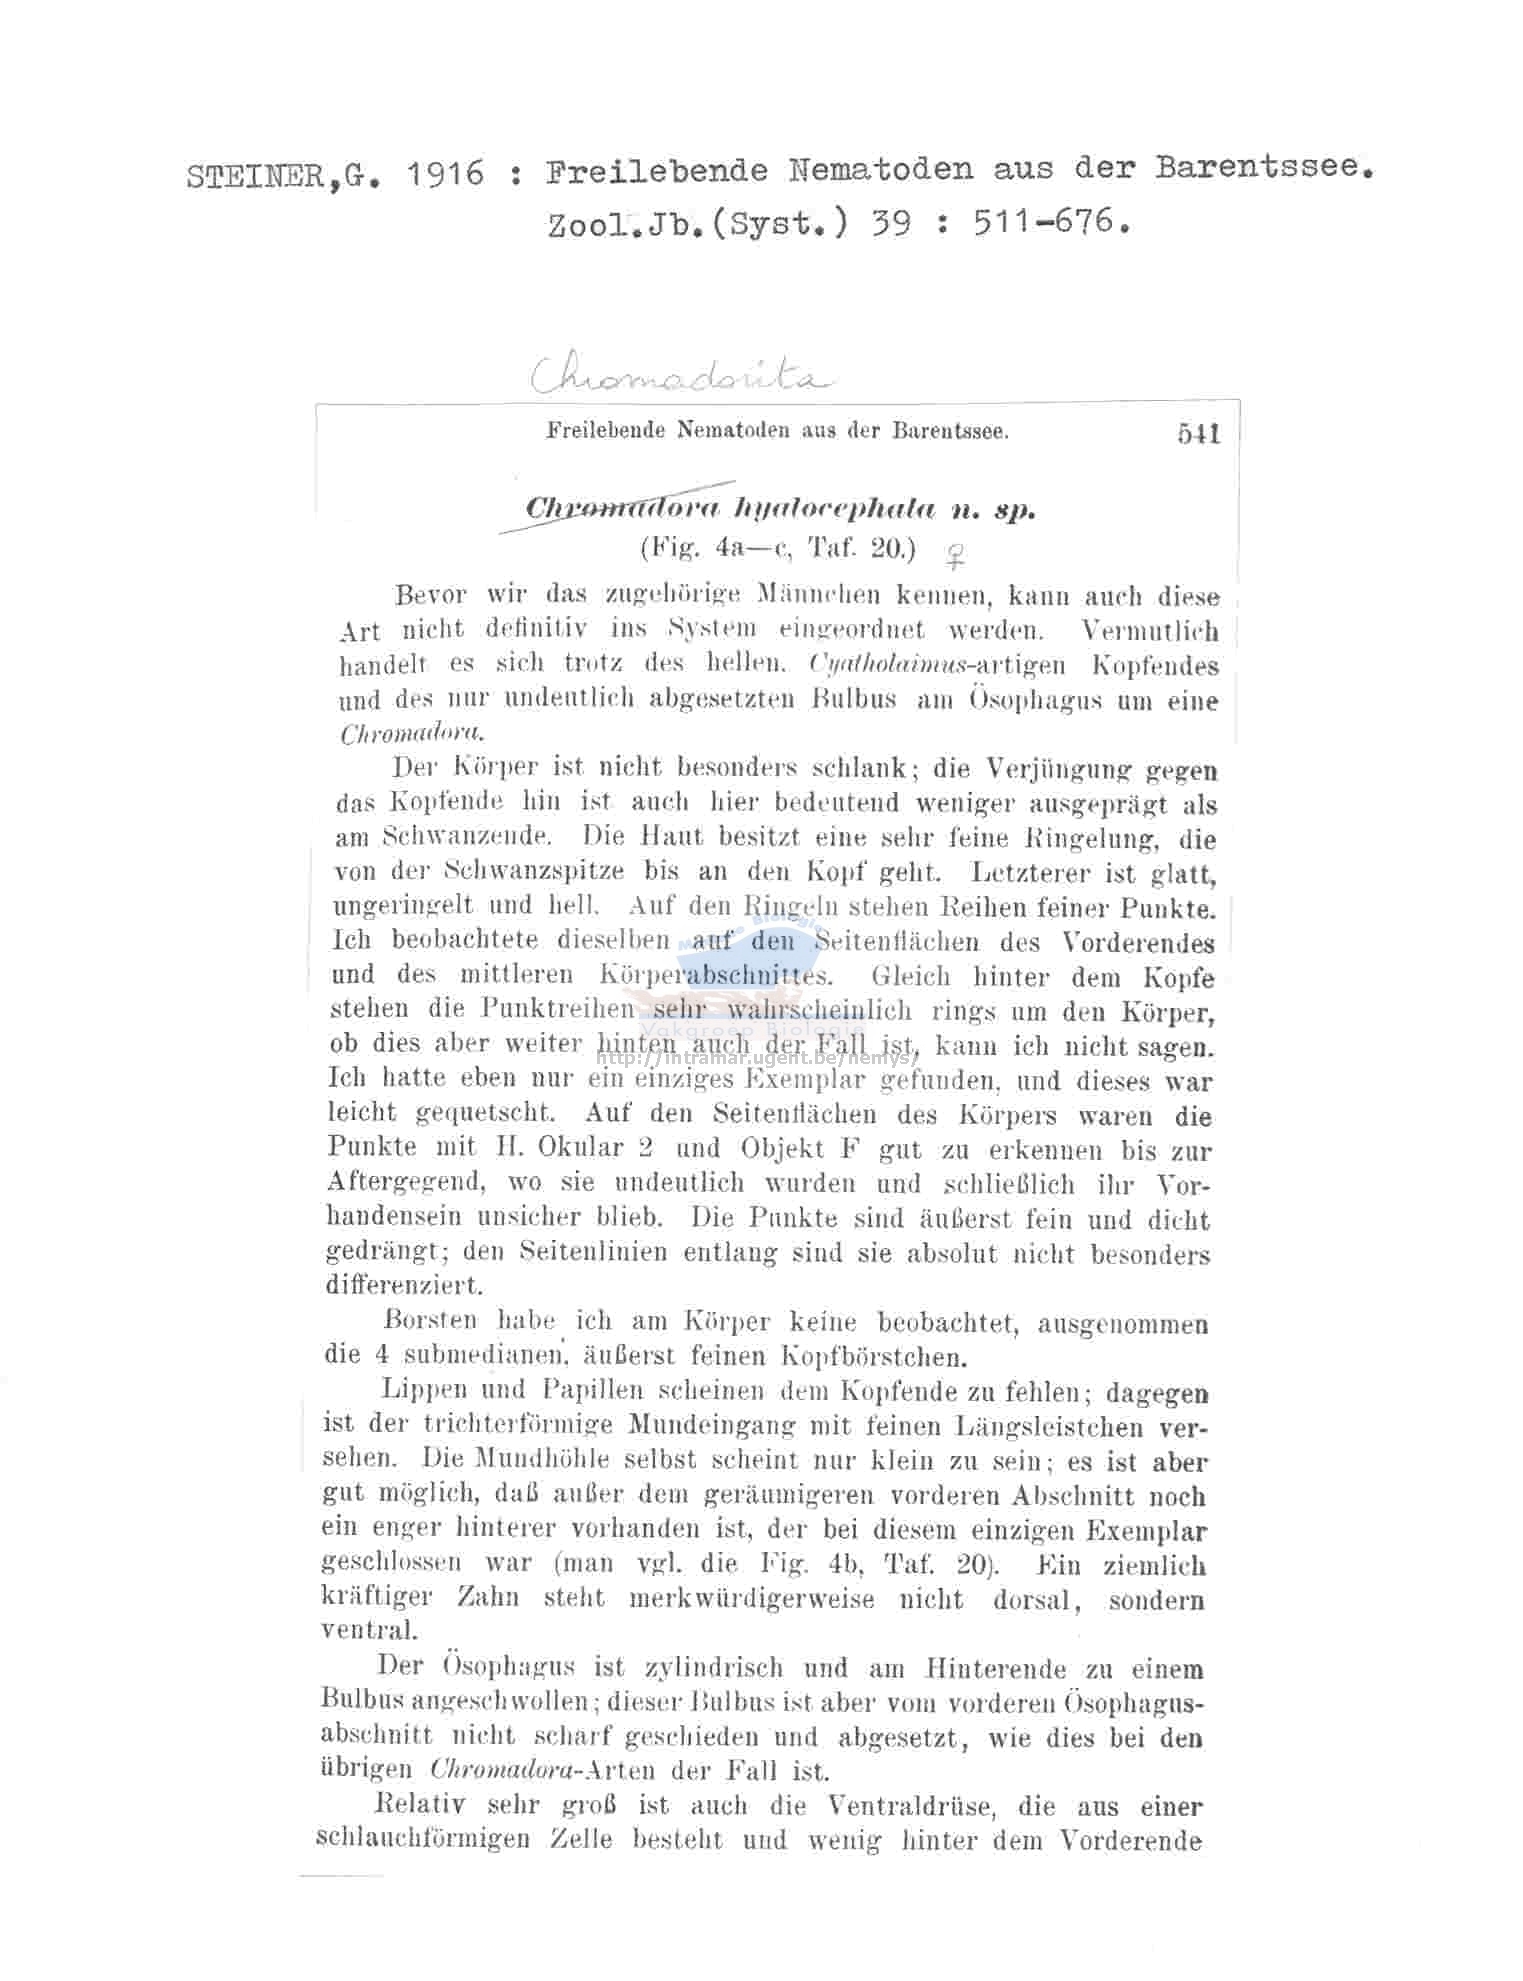 STEINER,G. 1916 : Freilebende Nematoden aus der Barentssee.
Zool.Jb.(Syst.) 39 : 511-676.
Chromadorita
Freilebende Nematoden aus der Barentssee. 541
Chromadora hyalocephala n. sp.
(Fig. 4a—c, Taf. 20.) ♀
Bevor wir das zugehörige Männchen kennen, kann auch diese
Art nicht definitiv ins System eingeordnet werden. Vermutlich
handelt es sich trotz des hellen, Cyatholaimus-artigen Kopfendes
und des nur undeutlich abgesetzten Bulbus am Ösophagus um eine
Chromadora.
Der Körper ist nicht besonders schlank; die Verjüngung gegen
das Kopfende hin ist auch hier bedeutend weniger ausgeprägt als
am Schwanzende. Die Haut besitzt eine sehr feine Ringelung, die
von der Schwanzspitze bis an den Kopf geht. Letzterer ist glatt,
ungeringelt und hell. Auf den Ringeln stehen Reihen feiner Punkte.
Ich beobachtete dieselben auf den Seitenflächen des Vorderendes
und des mittleren Körperabschnittes. Gleich hinter dem Kopfe
stehen die Punktreihen sehr wahrscheinlich rings um den Körper,
Vakgroep Biologie
ob dies aber weiter hinten auch der Fall ist, kann ich nicht sagen.
http://intramar.ugent.be/nemys/
Ich hatte eben nur ein einziges Exemplar gefunden, und dieses war
leicht gequetscht. Auf den Seitenflächen des Körpers waren die
Punkte mit H. Okular 2 und Objekt F gut zu erkennen bis zur
Aftergegend, wo sie undeutlich wurden und schließlich ihr Vor-
handensein unsicher blieb. Die Punkte sind äußerst fein und dicht
gedrängt; den Seitenlinien entlang sind sie absolut nicht besonders
differenziert.
Borsten habe ich am Körper keine beobachtet, ausgenommen
die 4 submedianen, äußerst feinen Kopfbörstchen.
Lippen und Papillen scheinen dem Kopfende zu fehlen; dagegen
ist der trichterförmige Mundeingang mit feinen Längsleistchen ver-
sehen. Die Mundhöhle selbst scheint nur klein zu sein; es ist aber
gut möglich, daß außer dem geräumigeren vorderen Abschnitt noch
ein enger hinterer vorhanden ist, der bei diesem einzigen Exemplar
geschlossen war (man vgl. die Fig. 4b, Taf. 20). Ein ziemlich
kräftiger Zahn steht merkwürdigerweise nicht dorsal, sondern
ventral.
Der Ösophagus ist zylindrisch und am Hinterende zu einem
Bulbus angeschwollen; dieser Bulbus ist aber vom vorderen Ösophagus-
abschnitt nicht scharf geschieden und abgesetzt, wie dies bei den
übrigen Chromadora-Arten der Fall ist.
Relativ sehr groß ist auch die Ventraldrüse, die aus einer
schlauchförmigen Zelle besteht und wenig hinter dem Vorderende